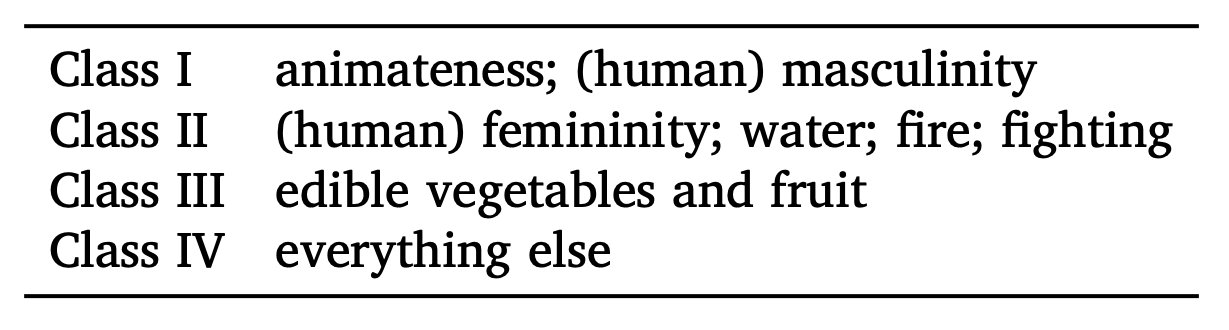 Class I animateness; (human) masculinity
Class II (human) femininity; water; fire; fighting
Class III edible vegetables and fruit
Class IV everything else